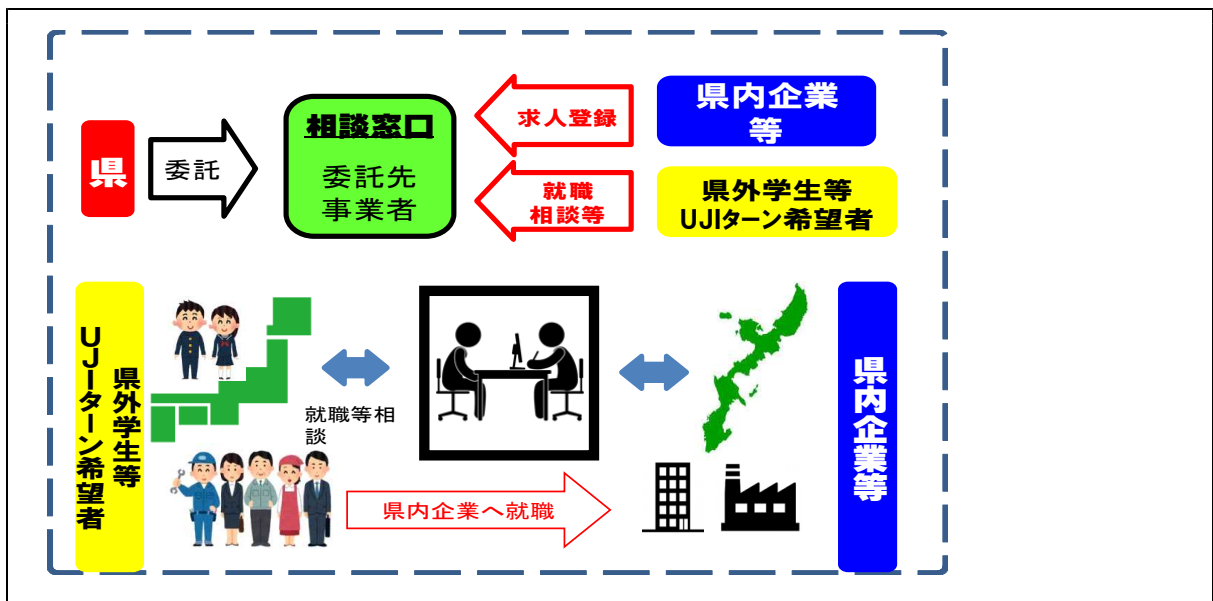 県
委託
相談窓口
委託先
事業者
求人登録
就職
相談等
県内企業
等
県外学生等
UJIターン希望者
県外学生等
UJIターン希望者
就職等相
談
県内企業へ就職
県内企業等